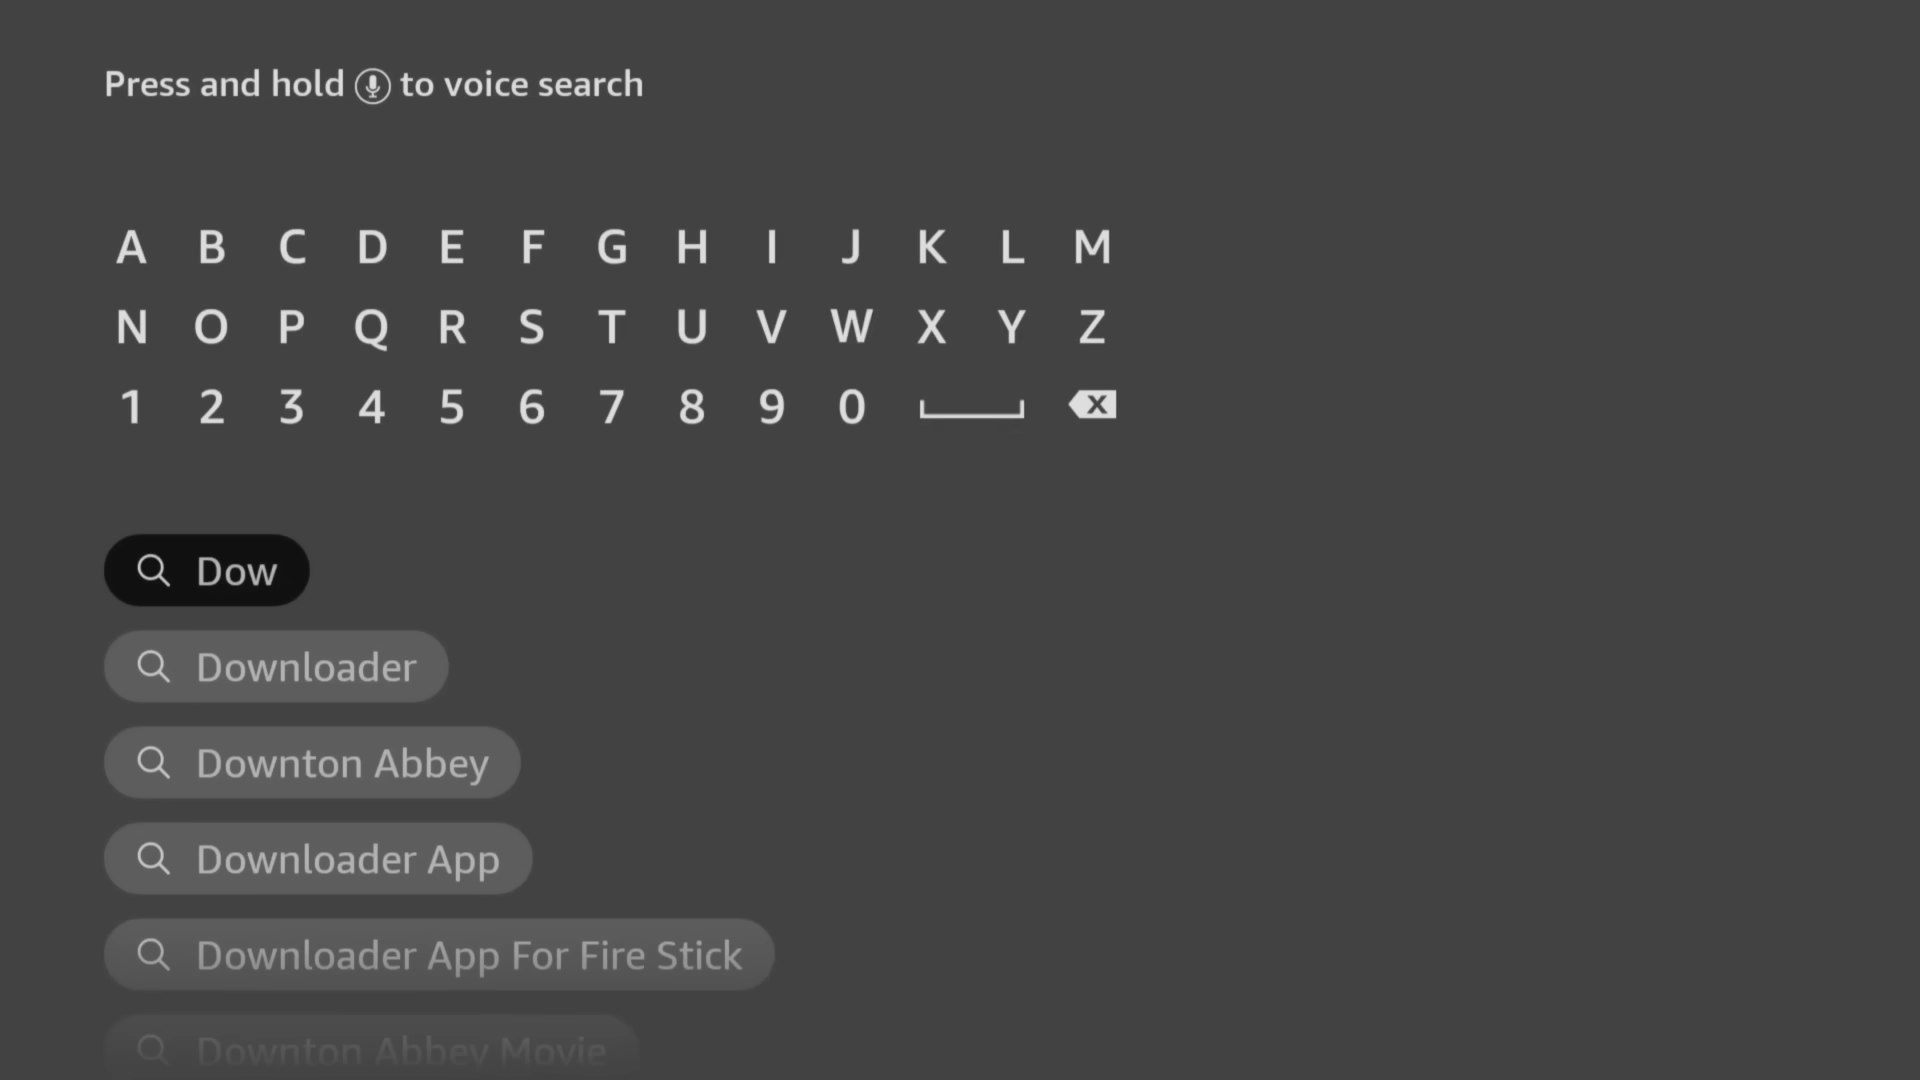 Press and hold to voice search
A B C D E F G H I J K L M
N O P Q R S T U V W X Y Z
1 2 3 4 5 6 7 8 9 0
Dow
Downloader
Downton Abbey
Downloader App
Downloader App For Fire Stick
Downton Abbey Movie